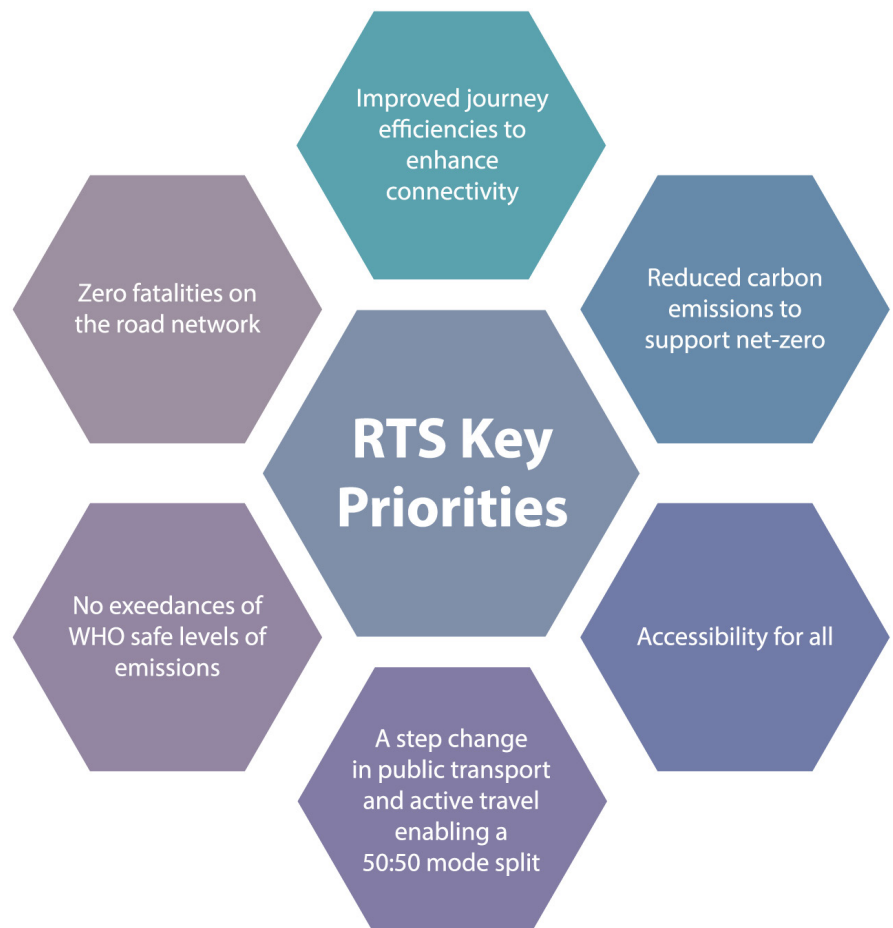 Improved journey
efficiencies to
enhance
connectivity
Zero fatalities on
the road network
Reduced carbon
emissions to
support net-zero
RTS Key
Priorities
No exeedances of
WHO safe levels of
emissions
Accessibility for all
A step change
in public transport
and active travel
enabling a
50:50 mode split